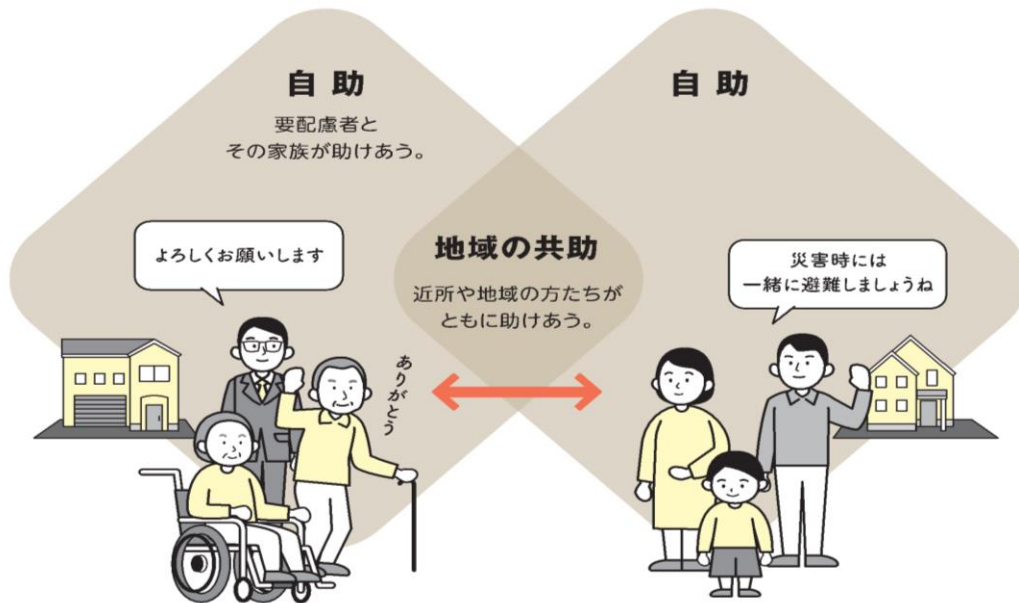 自助
要配慮者と
その家族が助けあう。
自助
地域の共助
近所や地域の方たちが
ともに助けあう。
よろしくお願いします
ありがとう
災害時には
一緒に避難しましょうね